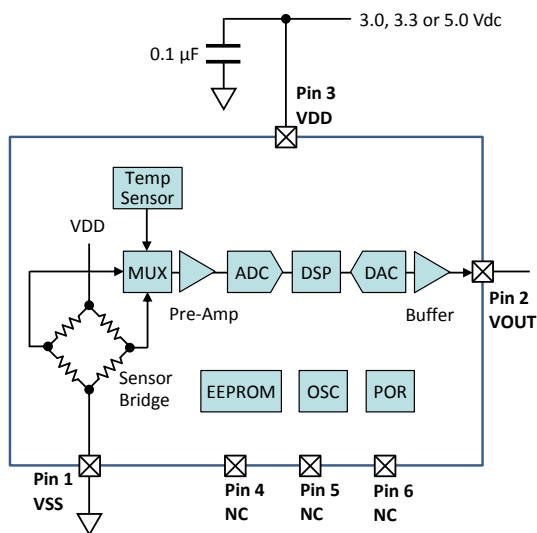 3.0, 3.3 or 5.0 Vdc
0.1 µF
Pin 3
VDD
Temp
Sensor
VDD
MUX
ADC
DSP
DAC
Pre-Amp
Buffer
Pin 2
VOUT
Sensor
Bridge
EEPROM
OSC
POR
Pin 1
VSS
Pin 4
NC
Pin 5
NC
Pin 6
NC